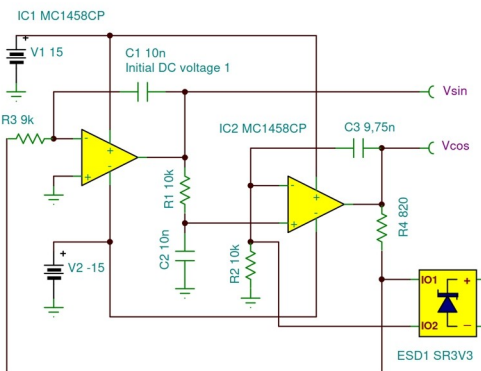 IC1 MC1458CP
+
V1 15
C1 10n
Initial DC voltage 1
Vsin
R3 9k
IC2 MC1458CP
C3 9,75n
Vcos
-
+
+
-
R1 10k
-
+
+
-
R4 820
C2 10n
R2 10k
+
V2 -15
IO1
+
IO2
-
ESD1 SR3V3